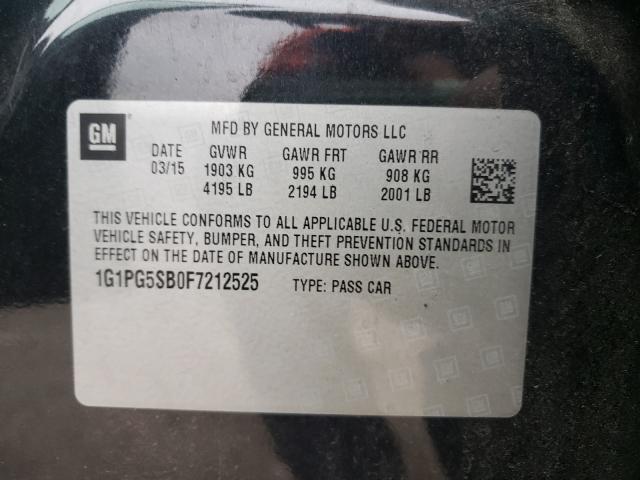 GM
MFD BY GENERAL MOTORS LLC
DATE GVWR GAWR FRT GAWR RR
03/15 1903 KG 995 KG 908 KG
4195 LB 2194 LB 2001 LB
THIS VEHICLE CONFORMS TO ALL APPLICABLE U.S. FEDERAL MOTOR
VEHICLE SAFETY, BUMPER, AND THEFT PREVENTION STANDARDS IN
EFFECT ON THE DATE OF MANUFACTURE SHOWN ABOVE.
1G1PG5SB0F7212525 TYPE: PASS CAR